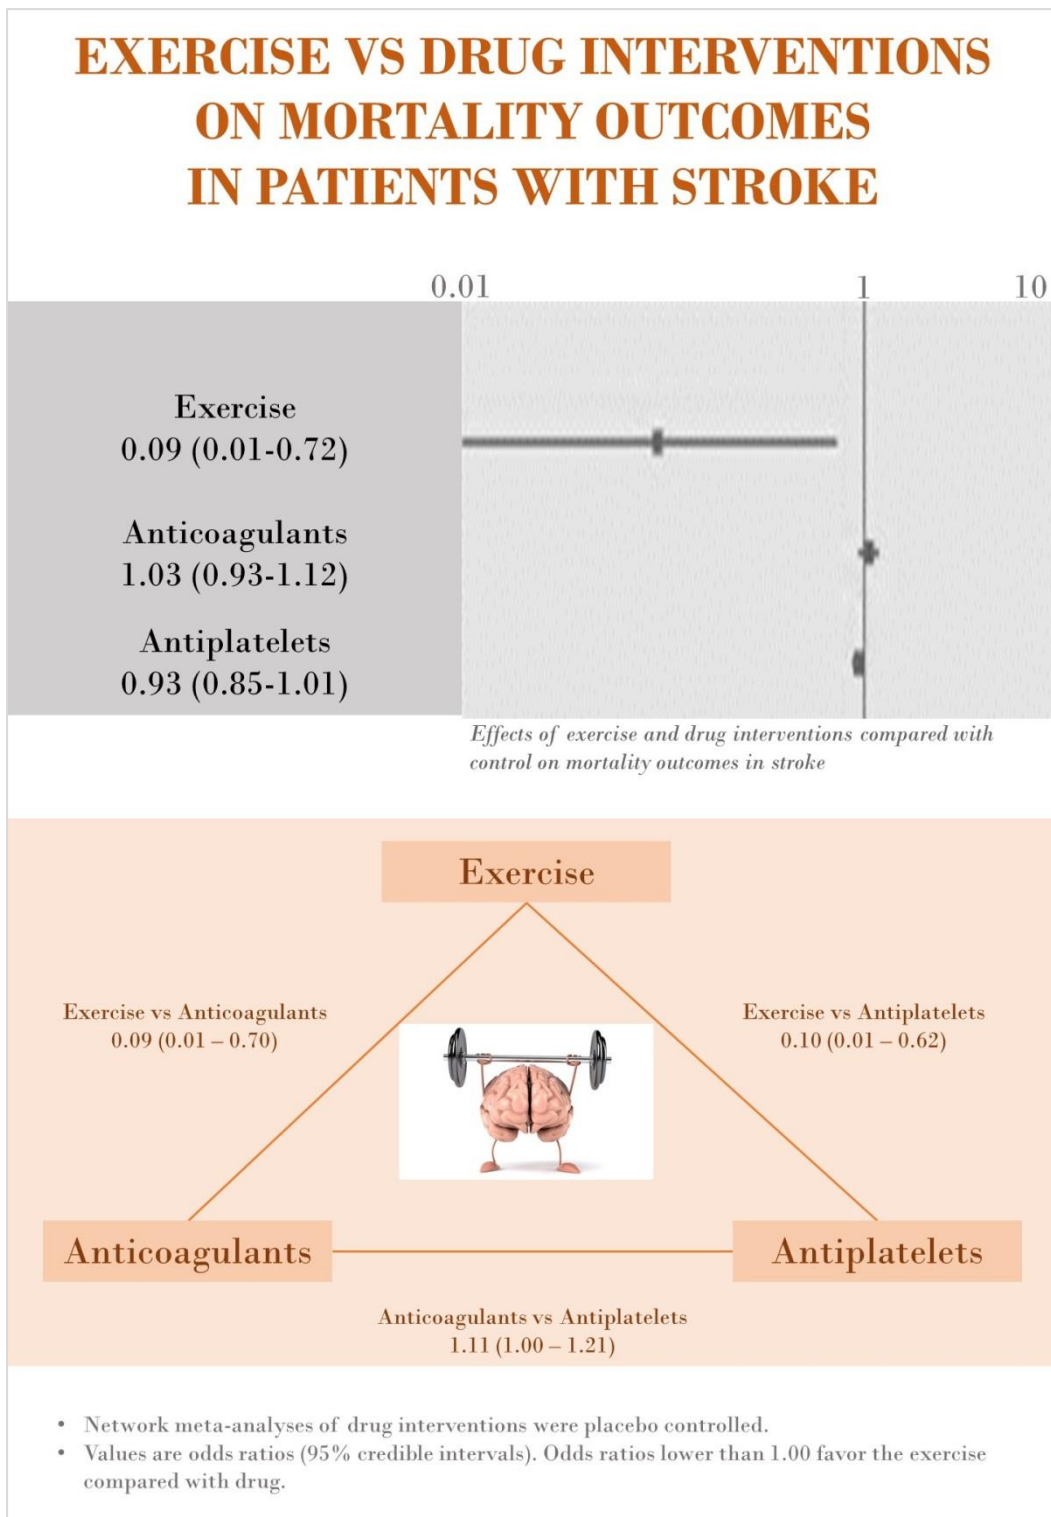 EXERCISE VS DRUG INTERVENTIONS
ON MORTALITY OUTCOMES
IN PATIENTS WITH STROKE
0.01 1 10
Exercise
0.09 (0.01-0.72)
Anticoagulants
1.03 (0.93-1.12)
Antiplatelets
0.93 (0.85-1.01)
Effects of exercise and drug interventions compared with
control on mortality outcomes in stroke
Exercise
Exercise vs Anticoagulants
0.09 (0.01 – 0.70)
Exercise vs Antiplatelets
0.10 (0.01 – 0.62)
Anticoagulants
Antiplatelets
Anticoagulants vs Antiplatelets
1.11 (1.00 – 1.21)
• Network meta-analyses of drug interventions were placebo controlled.
• Values are odds ratios (95% credible intervals). Odds ratios lower than 1.00 favor the exercise
compared with drug.